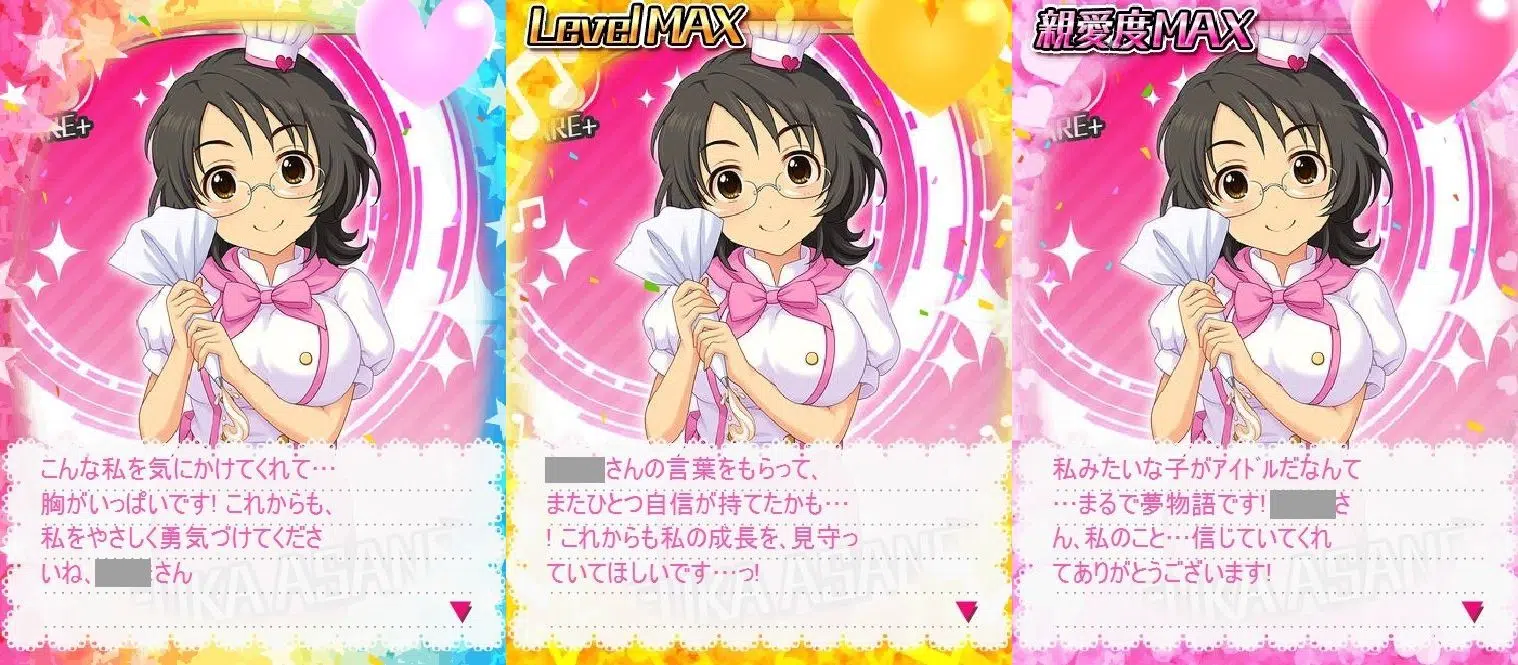 RE+
こんな私を気にかけてくれて…
胸がいっぱいです! これからも、
私をやさしく勇気づけてくださ
いね、
さん
Level MAX
RE+
さんの言葉をもらって、
またひとつ自信が持てたかも…
! これからも私の成長を、見守っ
ていてほしいです…っ!
親愛度MAX
RE+
私みたいな子がアイドルだなんて
…まるで夢物語です! さ
ん、私のこと…信じていてくれ
てありがとうございます!